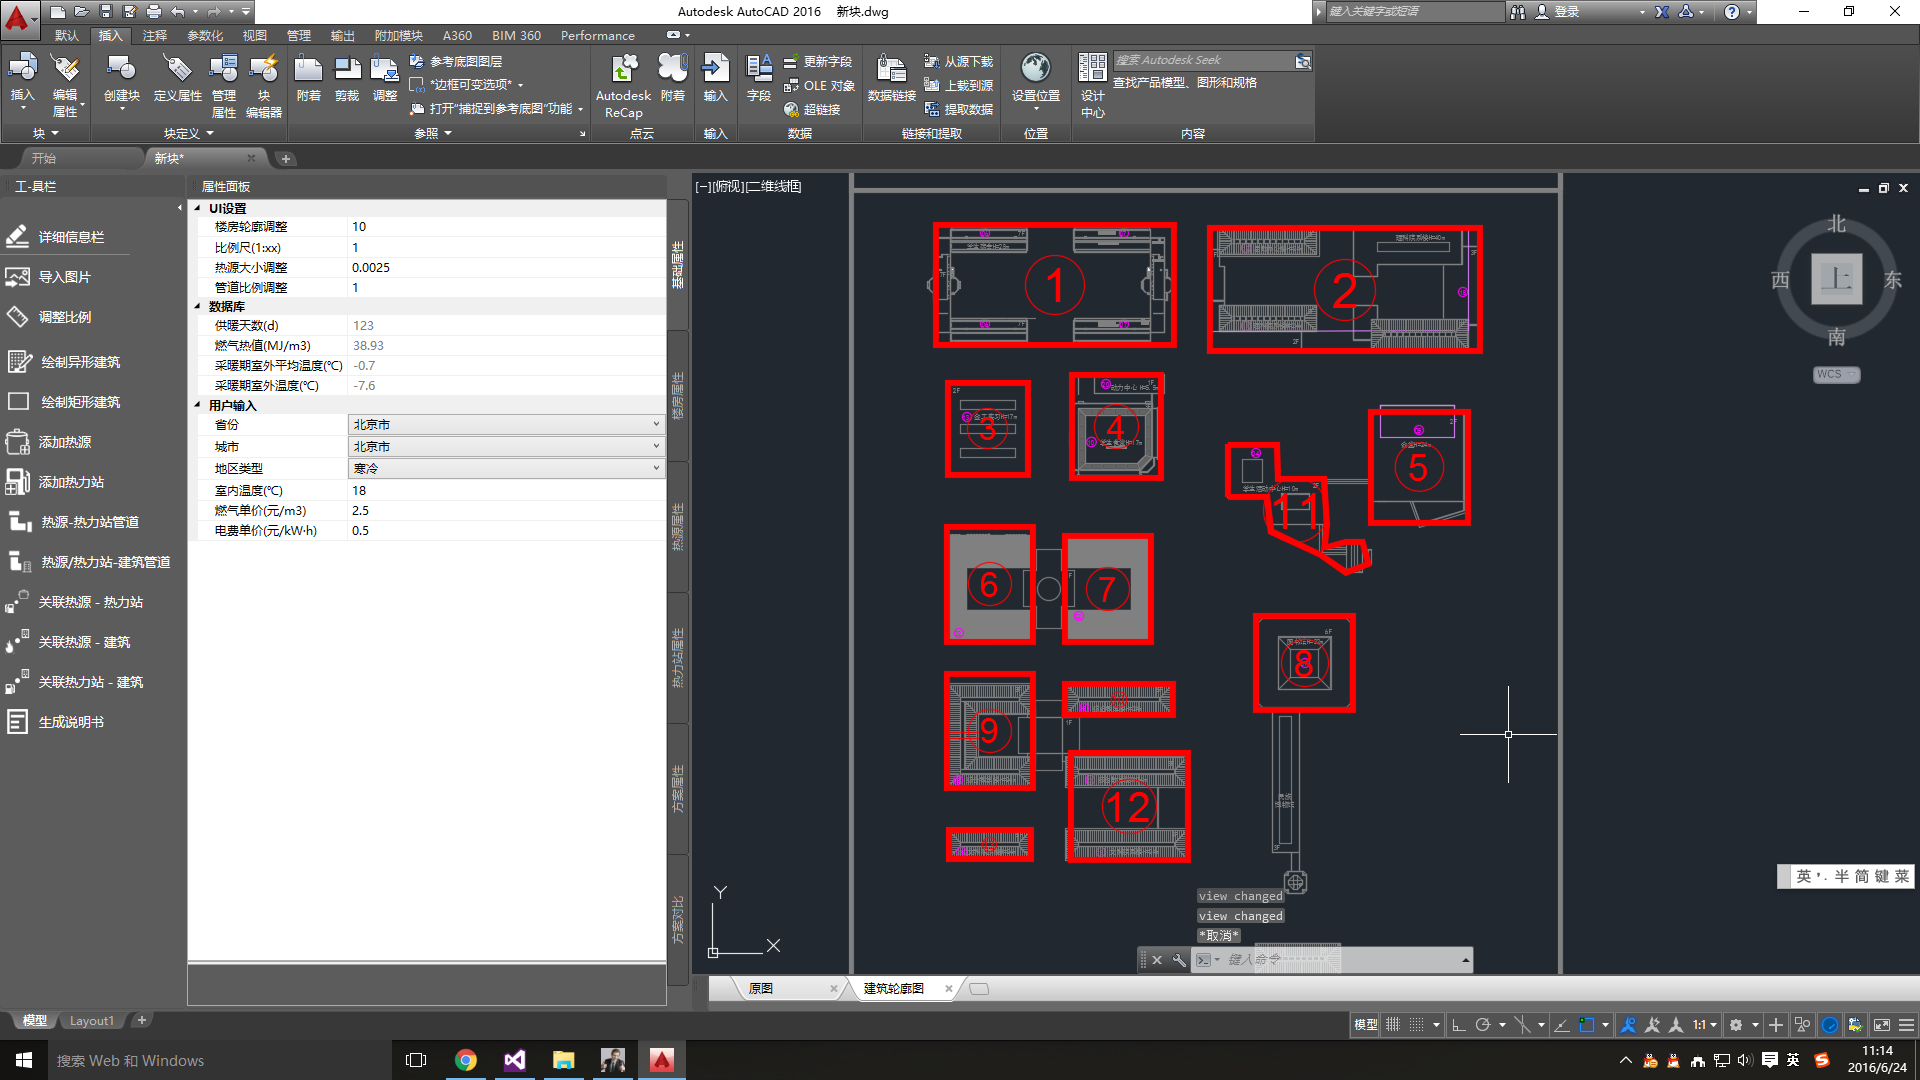 Autodesk AutoCAD 2016    新块.dwg
键入关键字或短语
登录
默认
插入
注释
参数化
视图
管理
输出
附加模块
A360
BIM 360
Performance
插入
编辑属性
创建块
定义属性
管理属性
块编辑器
附着
剪裁
调整
参考底图图层
*边框可变选项*
打开“捕捉到参考底图”功能
Autodesk ReCap
附着
输入
字段
更新字段
OLE 对象
超链接
数据链接
从源下载
上载到源
提取数据
设置位置
设计中心
搜索 Autodesk Seek
查找产品模型、图形和规格
块
块定义
参照
点云
输入
数据
链接和提取
位置
内容
开始
新块*
工-具栏
详细信息栏
导入图片
调整比例
绘制异形建筑
绘制矩形建筑
添加热源
添加热力站
热源-热力站管道
热源/热力站-建筑管道
关联热源 - 热力站
关联热源 - 建筑
关联热力站 - 建筑
生成说明书
属性面板
UI设置
楼房轮廓调整 10
比例尺(1:xx) 1
热源大小调整 0.0025
管道比例调整 1
数据库
供暖天数(d) 123
燃气热值(MJ/m3) 38.93
采暖期室外平均温度(℃) -0.7
采暖期室外温度(℃) -7.6
用户输入
省份 北京市
城市 北京市
地区类型 寒冷
室内温度(℃) 18
燃气单价(元/m3) 2.5
电费单价(元/kW·h) 0.5
基础属性
楼房属性
热源属性
热力站属性
方案属性
方案对比
[−][俯视][二维线框]
1
2
3
4
5
11
6
7
8
9
12
北
西
上
东
南
WCS
view changed
view changed
*取消*
键入命令
英 半 简 键 菜
Y
X
原图
建筑轮廓图
模型
Layout1
模型
1:1
搜索 Web 和 Windows
英
11:14
2016/6/24